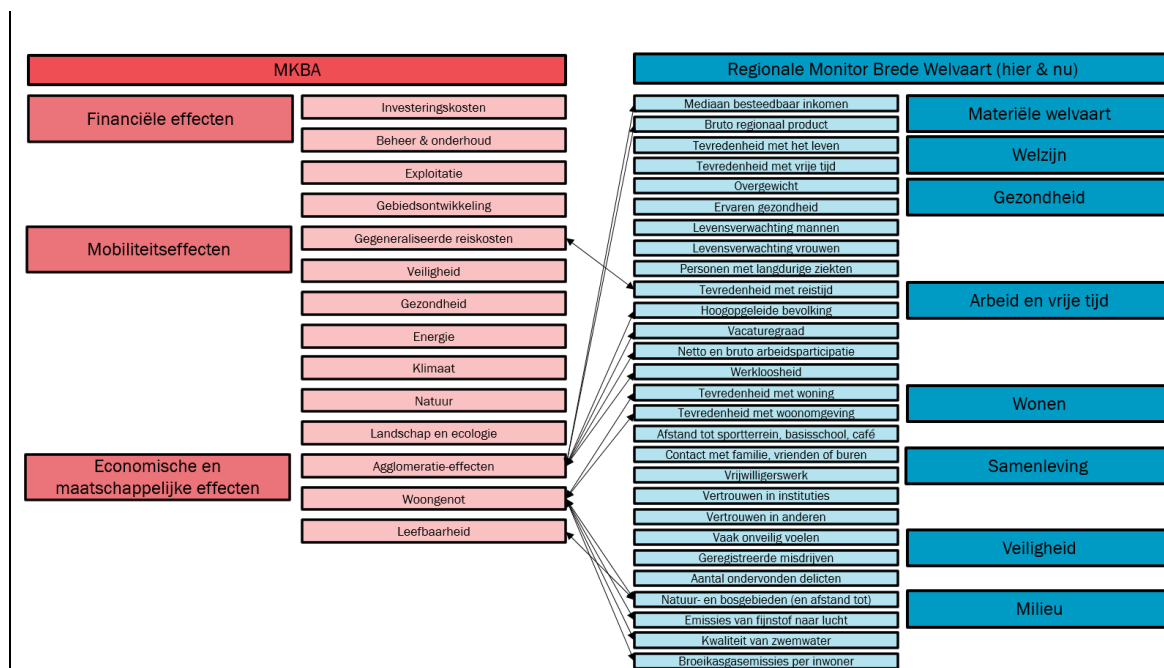 MKBA
Financiële effecten
Investeringskosten
Beheer & onderhoud
Exploitatie
Gebiedsontwikkeling
Mobiliteitseffecten
Gegeneraliseerde reiskosten
Veiligheid
Gezondheid
Energie
Klimaat
Natuur
Landschap en ecologie
Economische en
maatschappelijke effecten
Agglomeratie-effecten
Woongenot
Leefbaarheid
Regionale Monitor Brede Welvaart (hier & nu)
Mediaan besteedbaar inkomen
Bruto regionaal product
Materiële welvaart
Tevredenheid met het leven
Tevredenheid met vrije tijd
Welzijn
Overgewicht
Ervaren gezondheid
Levensverwachting mannen
Levensverwachting vrouwen
Personen met langdurige ziekten
Gezondheid
Tevredenheid met reistijd
Hoogopgeleide bevolking
Vacaturegraad
Netto en bruto arbeidsparticipatie
Werkloosheid
Arbeid en vrije tijd
Tevredenheid met woning
Tevredenheid met woonomgeving
Afstand tot sportterrein, basisschool, café
Wonen
Contact met familie, vrienden of buren
Vrijwilligerswerk
Vertrouwen in instituties
Vertrouwen in anderen
Samenleving
Vaak onveilig voelen
Geregistreerde misdrijven
Aantal ondervonden delicten
Veiligheid
Natuur- en bosgebieden (en afstand tot)
Emissies van fijnstof naar lucht
Kwaliteit van zwemwater
Broeikasgasemissies per inwoner
Milieu